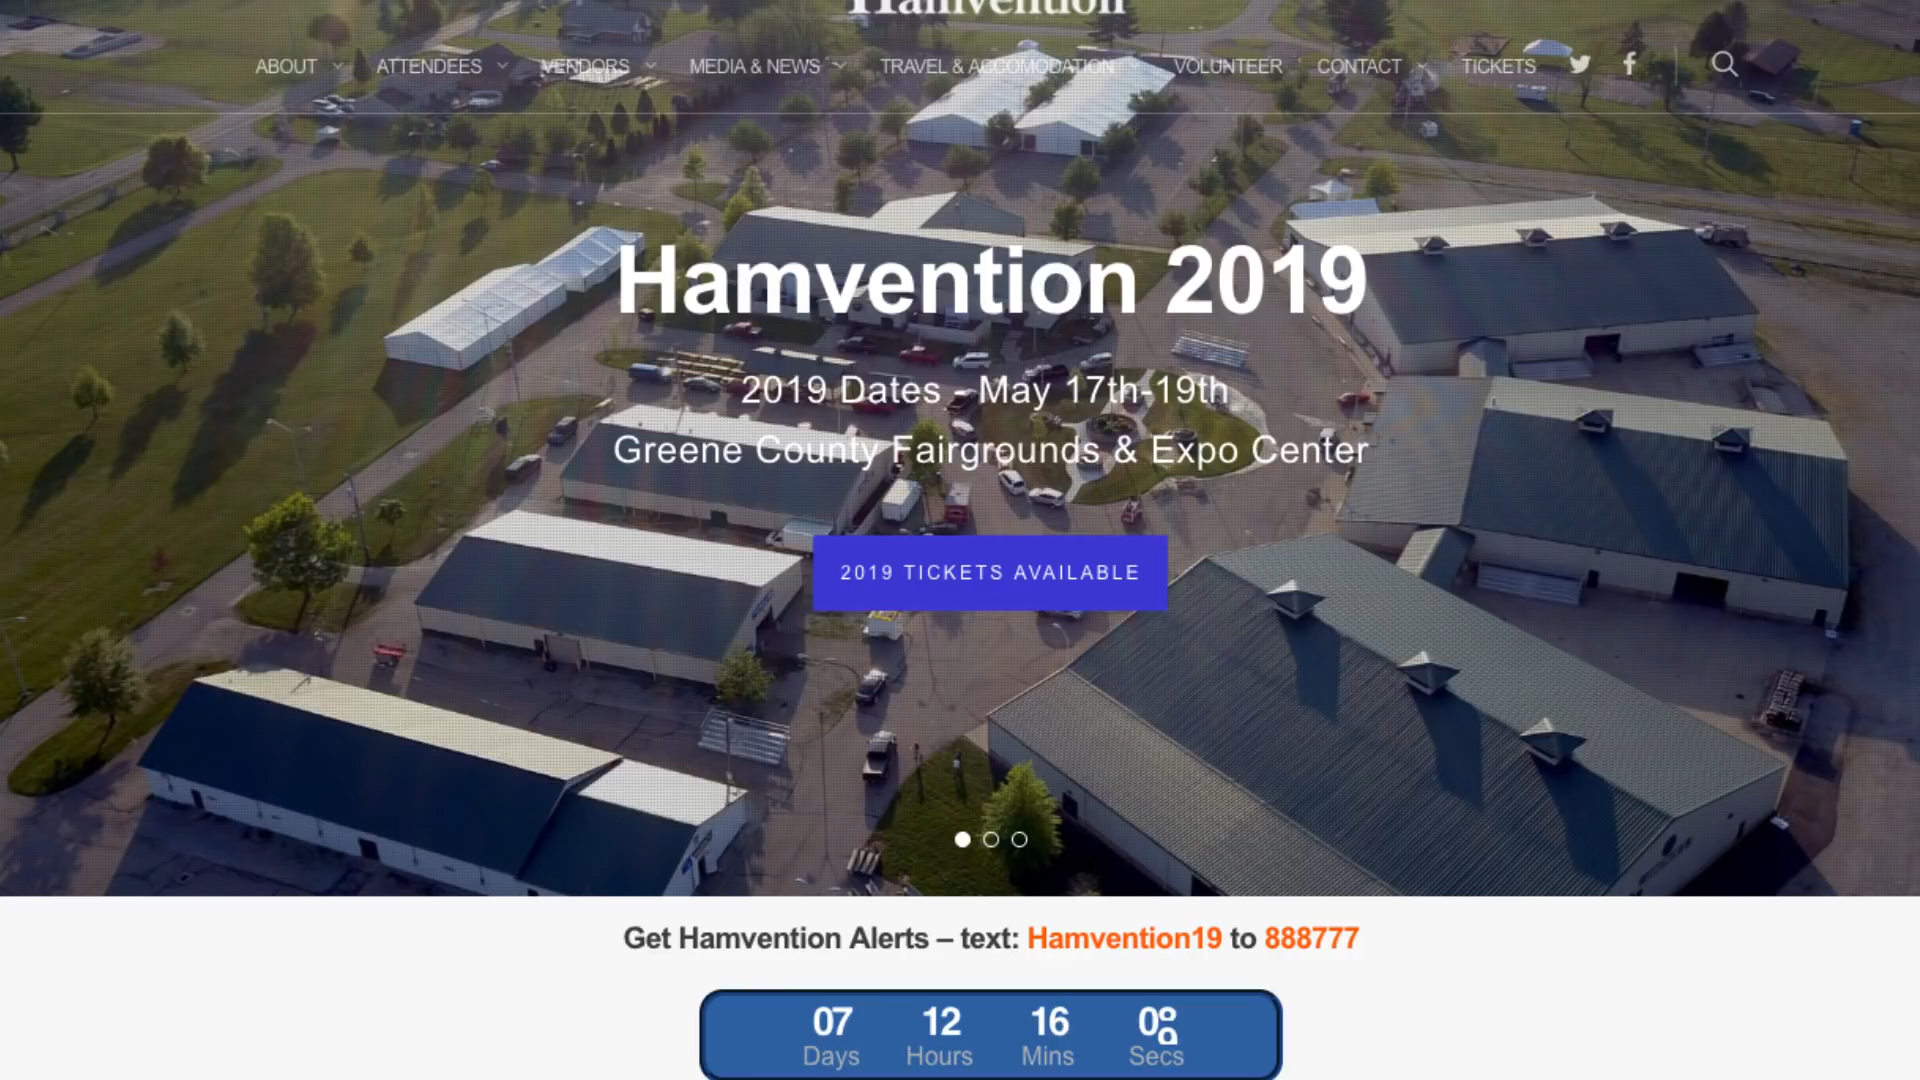 Hamvention
ABOUT ATTENDEES VENDORS MEDIA & NEWS TRAVEL & ACCOMODATION VOLUNTEER CONTACT TICKETS
Hamvention 2019
2019 Dates - May 17th-19th
Greene County Fairgrounds & Expo Center
2019 TICKETS AVAILABLE
Get Hamvention Alerts – text: Hamvention19 to 888777
07 12 16
Days Hours Mins Secs